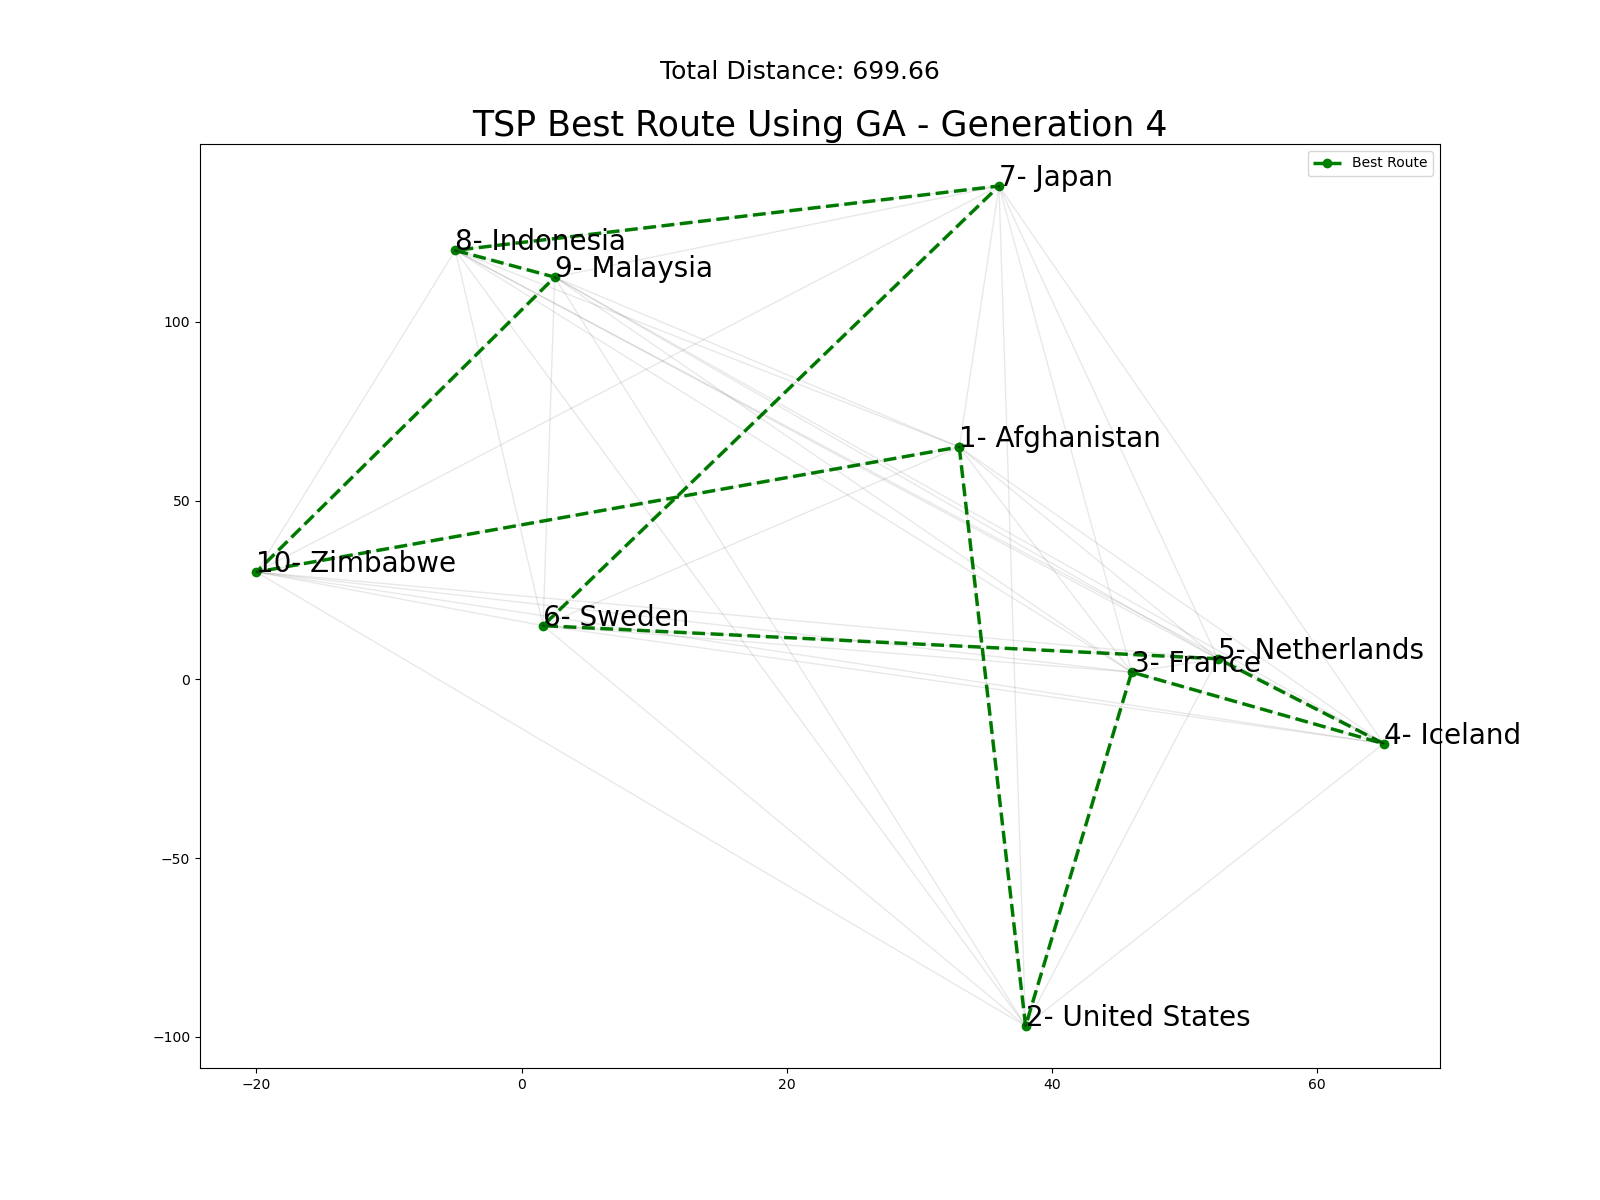 Total Distance: 699.66
TSP Best Route Using GA - Generation 4
Best Route
7- Japan
8- Indonesia
9- Malaysia
1- Afghanistan
10- Zimbabwe
6- Sweden
5- Netherlands
3- France
4- Iceland
2- United States
100
50
0
−50
−100
−20
0
20
40
60